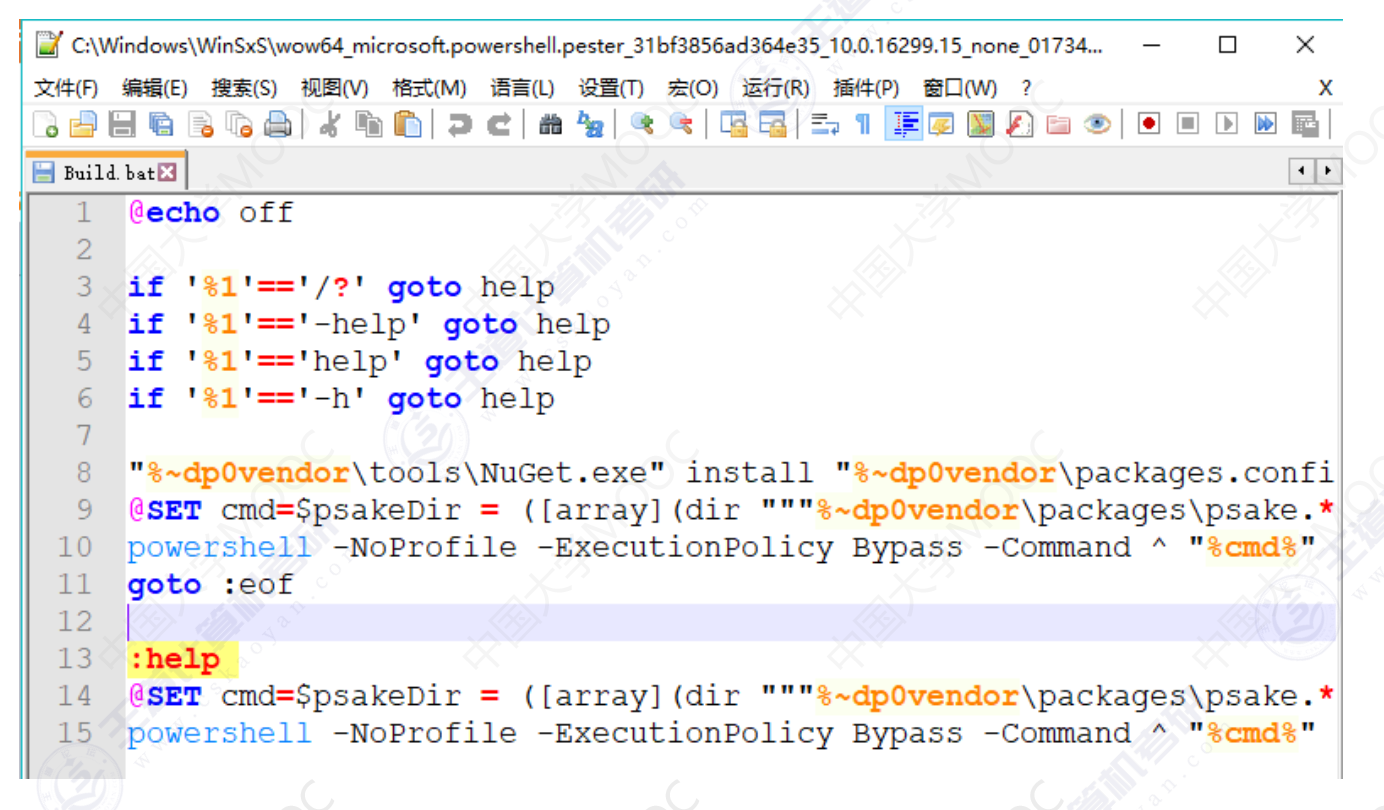 C:\Windows\WinSxS\wow64_microsoft.powershell.pester_31bf3856ad364e35_10.0.16299.15_none_01734...
文件(F) 编辑(E) 搜索(S) 视图(V) 格式(M) 语言(L) 设置(T) 宏(O) 运行(R) 插件(P) 窗口(W) ? X
Build.bat
1 @echo off
2
3 if '%1'=='/?' goto help
4 if '%1'=='-help' goto help
5 if '%1'=='help' goto help
6 if '%1'=='-h' goto help
7
8 "%~dp0vendor\tools\NuGet.exe" install "%~dp0vendor\packages.confi
9 @SET cmd=$psakeDir = ([array](dir """%~dp0vendor\packages\psake.*
10 powershell -NoProfile -ExecutionPolicy Bypass -Command ^ "%cmd%"
11 goto :eof
12
13 :help
14 @SET cmd=$psakeDir = ([array](dir """%~dp0vendor\packages\psake.*
15 powershell -NoProfile -ExecutionPolicy Bypass -Command ^ "%cmd%"